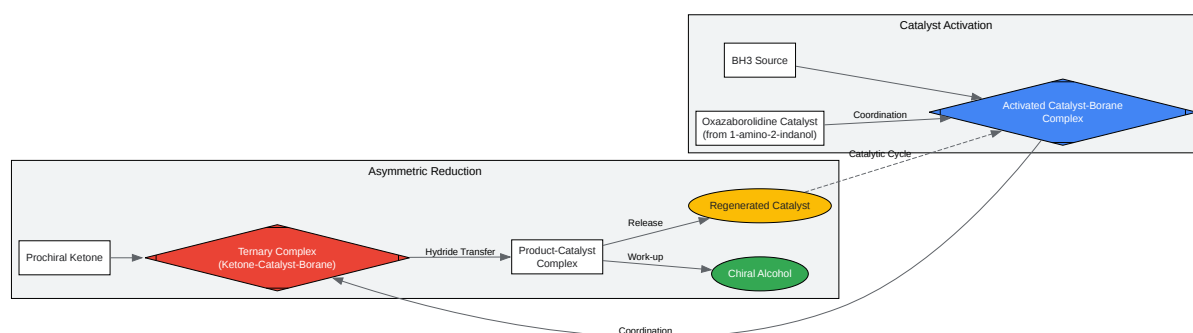 Catalyst Activation
BH3 Source
Oxazaborolidine Catalyst
(from 1-amino-2-indanol)
Coordination
Activated Catalyst-Borane
Complex
Catalytic Cycle
Asymmetric Reduction
Regenerated Catalyst
Release
Prochiral Ketone
Ternary Complex
(Ketone-Catalyst-Borane)
Hydride Transfer
Product-Catalyst
Complex
Work-up
Chiral Alcohol
Coordination